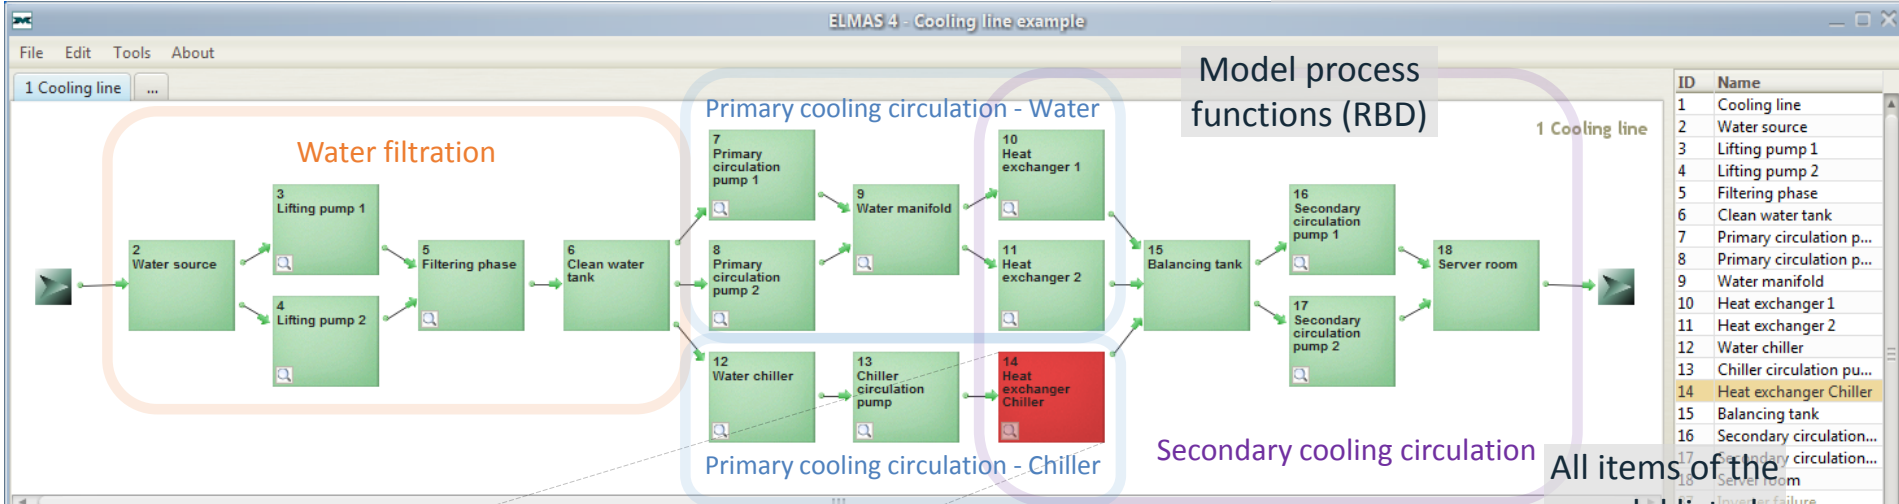 ELMAS 4 - Cooling line example
File Edit Tools About
1 Cooling line ...
Model process
functions (RBD)
Primary cooling circulation - Water
Water filtration
1 Cooling line
2
Water source
3
Lifting pump 1
4
Lifting pump 2
5
Filtering phase
6
Clean water
tank
7
Primary
circulation
pump 1
8
Primary
circulation
pump 2
9
Water manifold
10
Heat
exchanger 1
11
Heat
exchanger 2
12
Water chiller
13
Chiller
circulation
pump
14
Heat
exchanger
Chiller
15
Balancing tank
16
Secondary
circulation
pump 1
17
Secondary
circulation
pump 2
18
Server room
Primary cooling circulation - Chiller
Secondary cooling circulation
ID Name
1 Cooling line
2 Water source
3 Lifting pump 1
4 Lifting pump 2
5 Filtering phase
6 Clean water tank
7 Primary circulation p...
8 Primary circulation p...
9 Water manifold
10 Heat exchanger 1
11 Heat exchanger 2
12 Water chiller
13 Chiller circulation pu...
14 Heat exchanger Chiller
15 Balancing tank
16 Secondary circulation...
17 Secondary circulation...
18 Server room
All items of the